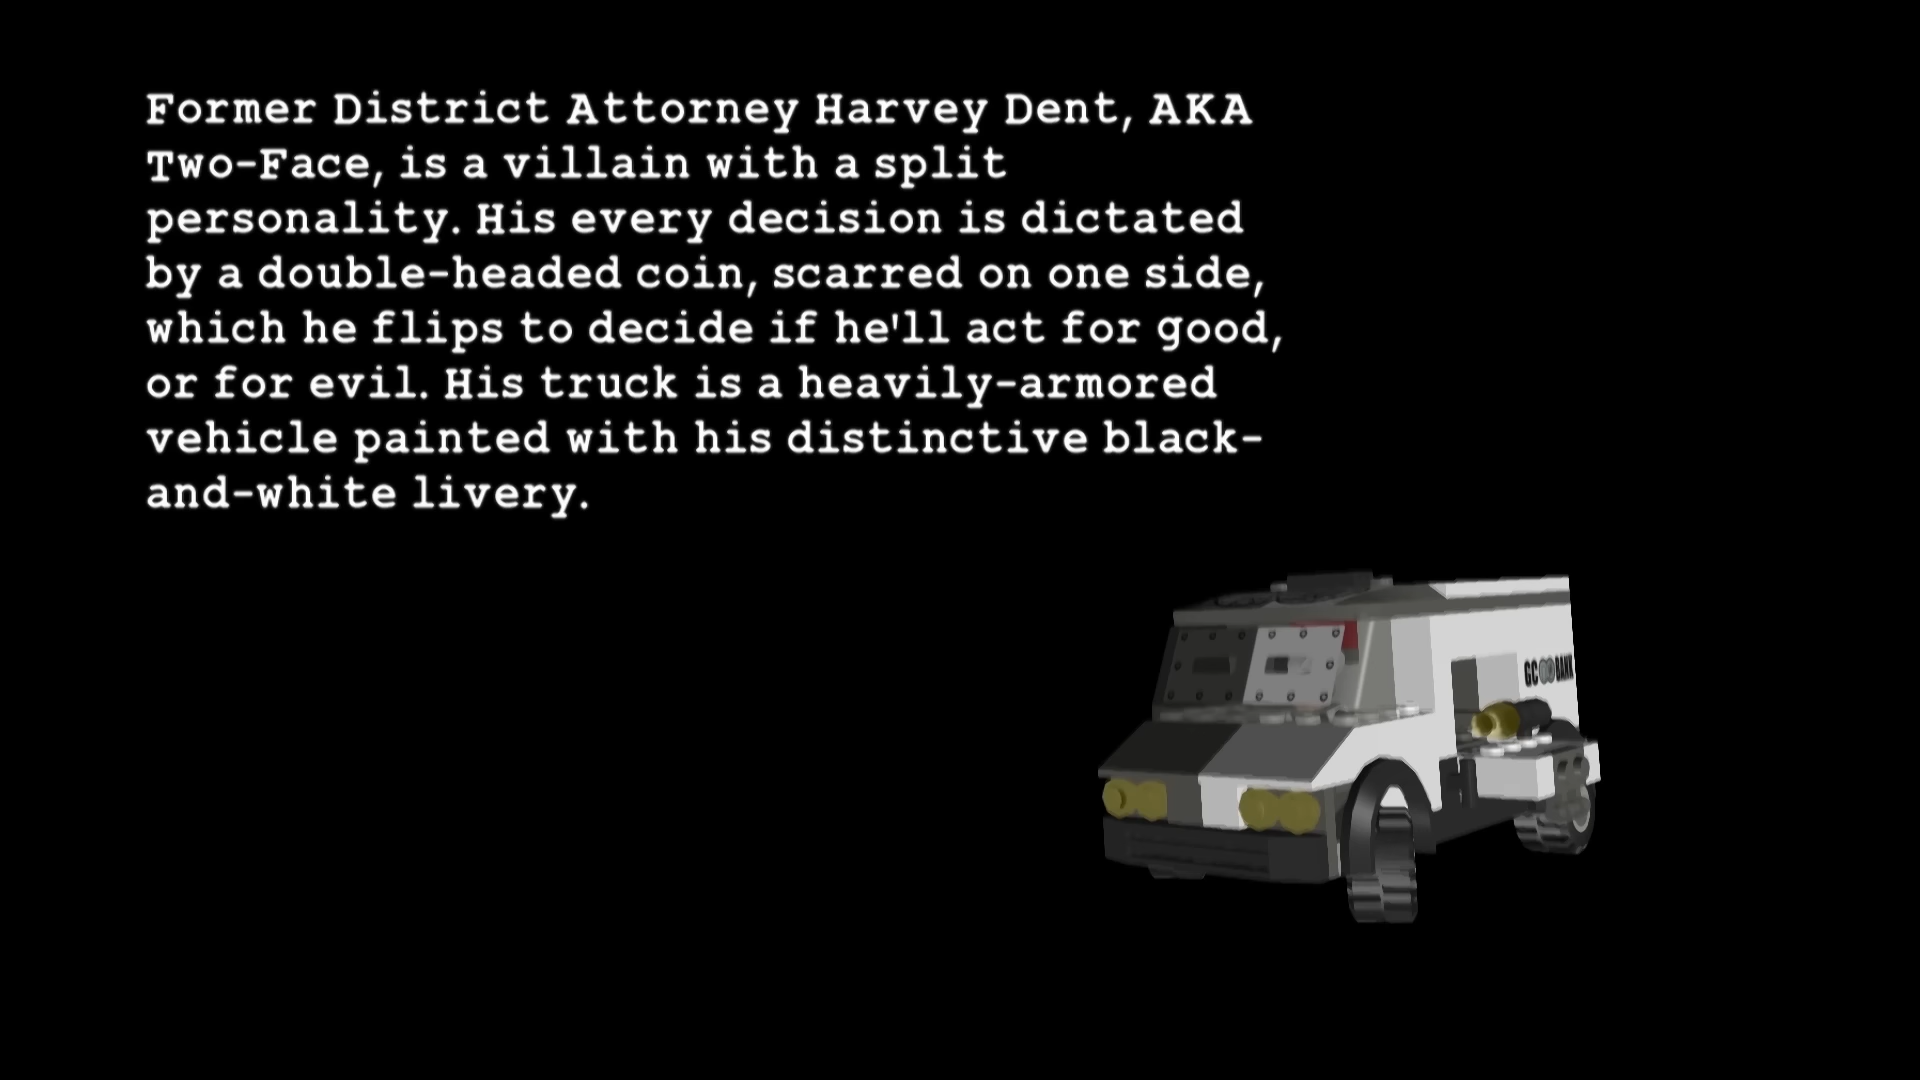 Former District Attorney Harvey Dent, AKA
Two-Face, is a villain with a split
personality. His every decision is dictated
by a double-headed coin, scarred on one side,
which he flips to decide if he'll act for good,
or for evil. His truck is a heavily-armored
vehicle painted with his distinctive black-
and-white livery.
GC BANK